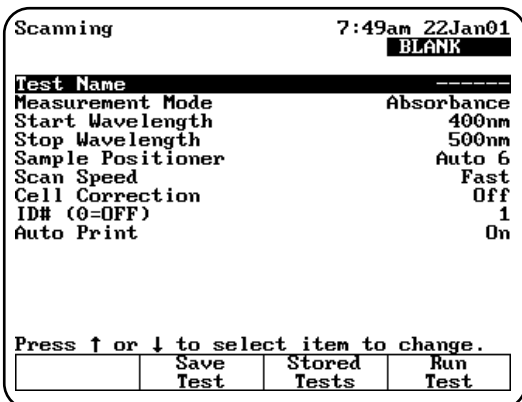 Scanning 7:49am 22Jan01
BLANK
Test Name ------
Measurement Mode Absorbance
Start Wavelength 400nm
Stop Wavelength 500nm
Sample Positioner Auto 6
Scan Speed Fast
Cell Correction Off
ID# (0=OFF) 1
Auto Print On
Press ↑ or ↓ to select item to change.
Save Stored Run
Test Tests Test